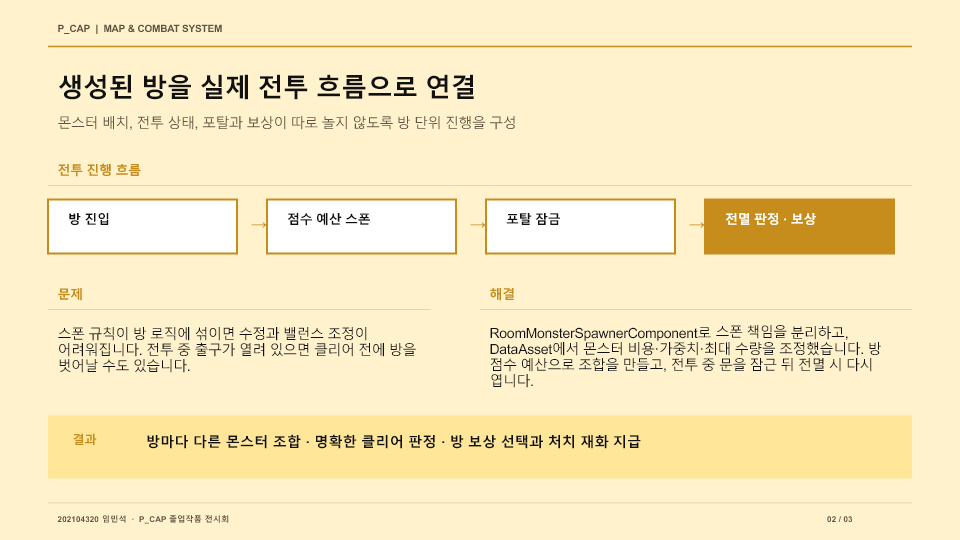 P_CAP | MAP & COMBAT SYSTEM
생성된 방을 실제 전투 흐름으로 연결
몬스터 배치, 전투 상태, 포탈과 보상이 따로 놀지 않도록 방 단위 진행을 구성
전투 진행 흐름
방 진입 → 점수 예산 스폰 → 포탈 잠금 → 전멸 판정 · 보상
문제
스폰 규칙이 방 로직에 섞이면 수정과 밸런스 조정이
어려워집니다. 전투 중 출구가 열려 있으면 클리어 전에 방을
벗어날 수도 있습니다.
해결
RoomMonsterSpawnerComponent로 스폰 책임을 분리하고,
DataAsset에서 몬스터 비용·가중치·최대 수량을 조정했습니다. 방
점수 예산으로 조합을 만들고, 전투 중 문을 잠근 뒤 전멸 시 다시
엽니다.
결과 방마다 다른 몬스터 조합 · 명확한 클리어 판정 · 방 보상 선택과 처치 재화 지급
202104320 임민석 · P_CAP 졸업작품 전시회 02 / 03